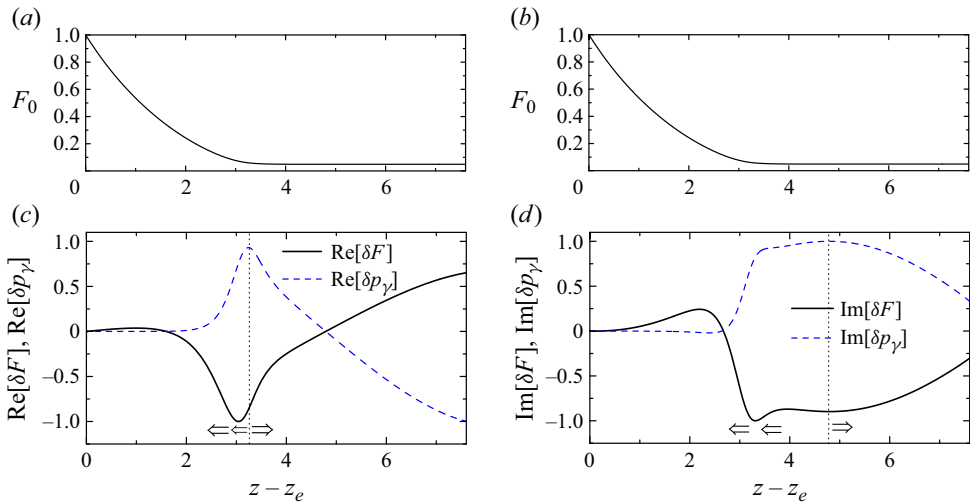 (a)
1.0
0.8
0.6
0.4
0.2
F₀
0 2 4 6
(b)
1.0
0.8
0.6
0.4
0.2
F₀
0 2 4 6
(c)
1.0
0.5
0
−0.5
−1.0
Re[δF], Re[δpᵧ]
Re[δF]
Re[δpᵧ]
⇐ ⇐ ⇒
0 2 4 6
z − zₑ
(d)
1.0
0.5
0
−0.5
−1.0
Im[δF], Im[δpᵧ]
Im[δF]
Im[δpᵧ]
⇐ ⇐ ⇒
0 2 4 6
z − zₑ